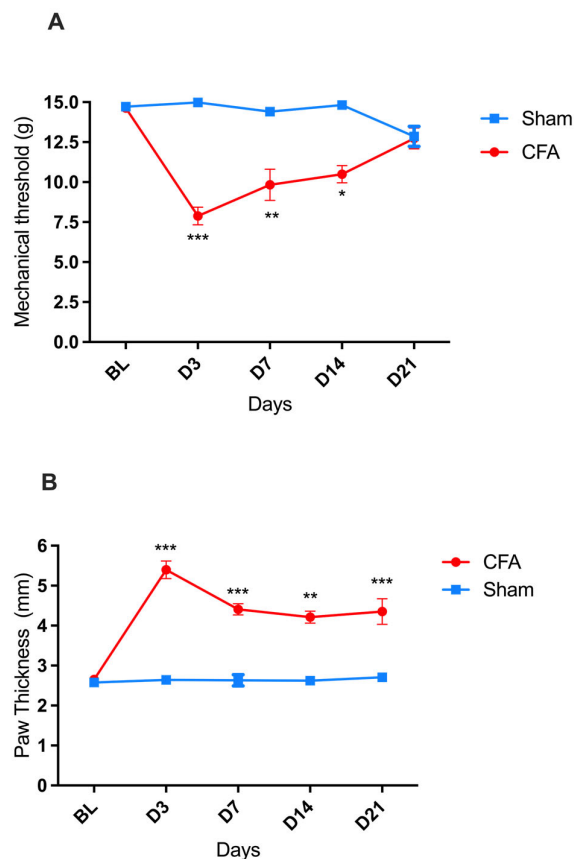 A
Mechanical threshold (g)
15.0
12.5
10.0
7.5
5.0
2.5
0.0
***
**
*
Sham
CFA
BL
D3
D7
D14
D21
Days
B
Paw Thickness (mm)
6
5
4
3
2
1
0
***
***
**
***
CFA
Sham
BL
D3
D7
D14
D21
Days